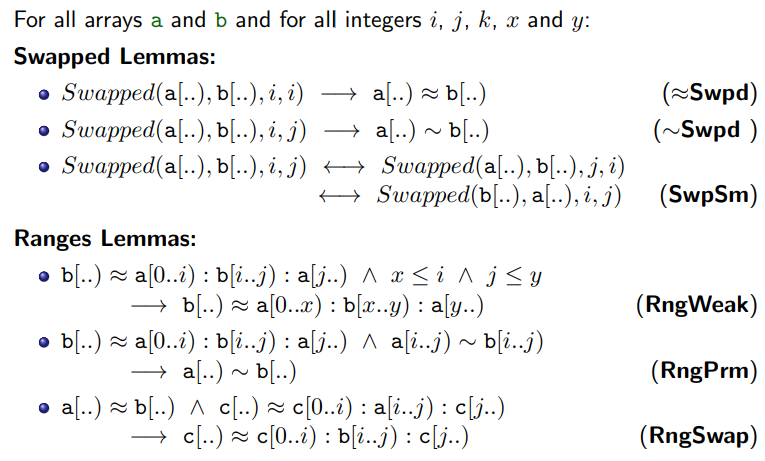 For all arrays a and b and for all integers i, j, k, x and y:
Swapped Lemmas:
• Swapped(a[..), b[..), i, i) ⟶ a[..) ≈ b[..) (≈Swpd)
• Swapped(a[..), b[..), i, j) ⟶ a[..) ∼ b[..) (∼Swpd )
• Swapped(a[..), b[..), i, j) ⟷ Swapped(a[..), b[..), j, i)
⟷ Swapped(b[..), a[..), i, j) (SwpSm)
Ranges Lemmas:
• b[..) ≈ a[0..i) : b[i..j) : a[j..) ∧ x ≤ i ∧ j ≤ y
⟶ b[..) ≈ a[0..x) : b[x..y) : a[y..) (RngWeak)
• b[..) ≈ a[0..i) : b[i..j) : a[j..) ∧ a[i..j) ∼ b[i..j)
⟶ a[..) ∼ b[..) (RngPrm)
• a[..) ≈ b[..) ∧ c[..) ≈ c[0..i) : a[i..j) : c[j..)
⟶ c[..) ≈ c[0..i) : b[i..j) : c[j..) (RngSwap)